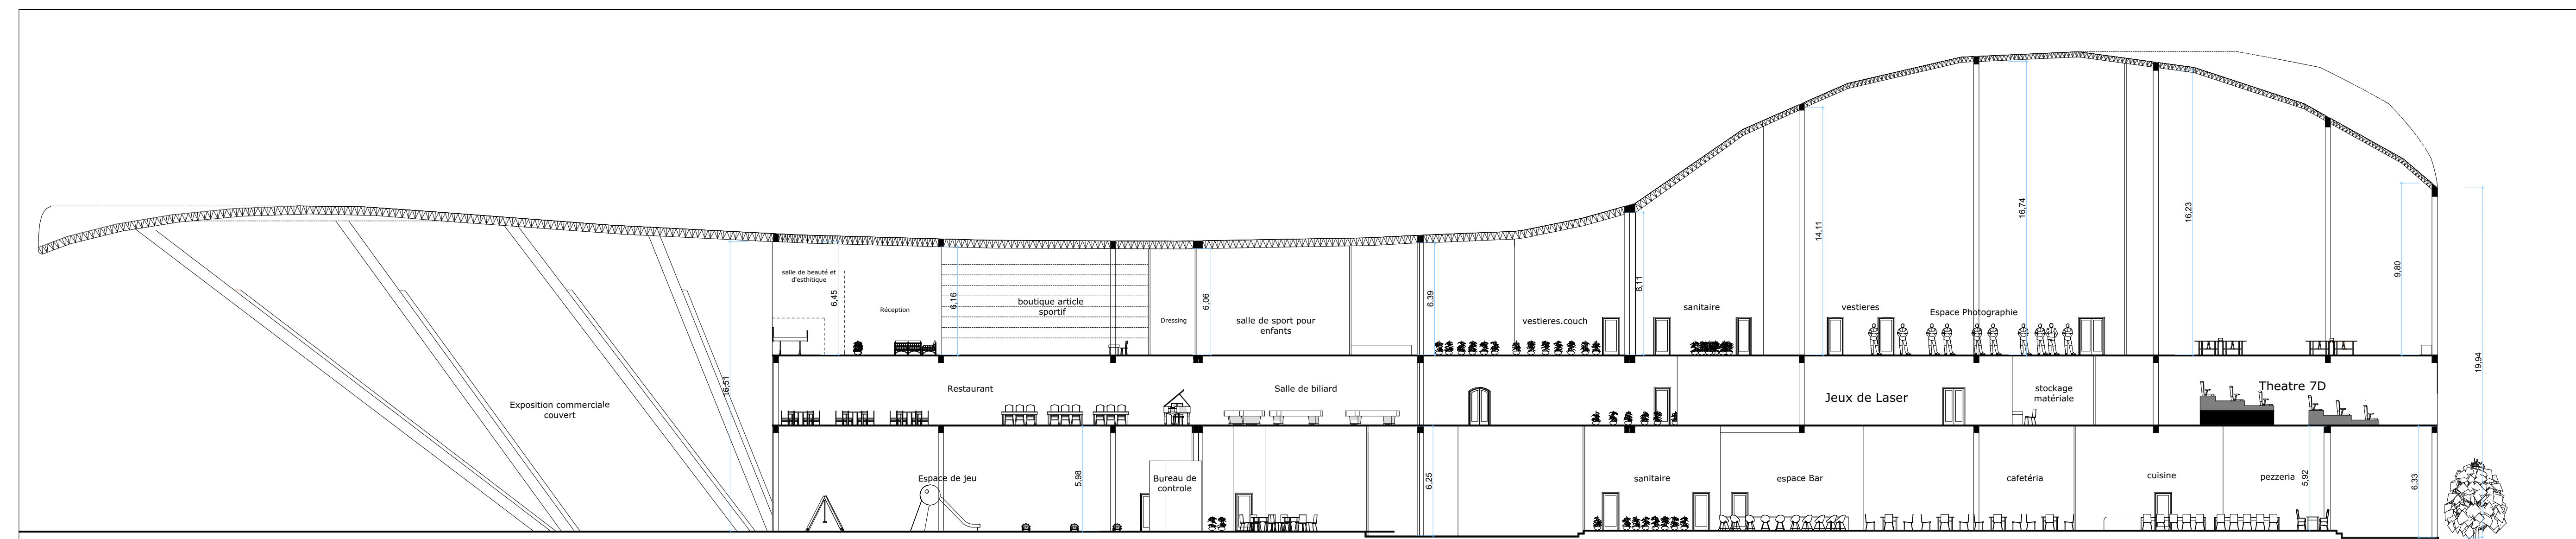 salle de beauté et
d'esthitique
6,45
Réception
6,16
boutique article
sportif
Dressing
6,06
salle de sport pour
enfants
6,39
vestieres.couch
8,11
sanitaire
14,11
vestieres
Espace Photographie
16,74
16,23
9,80
19,94
Exposition commerciale
couvert
16,51
Restaurant
Salle de biliard
Jeux de Laser
stockage
matériale
Theatre 7D
Espace de jeu
5,98
Bureau de
controle
6,25
sanitaire
espace Bar
cafetéria
cuisine
pezzeria
5,92
6,33